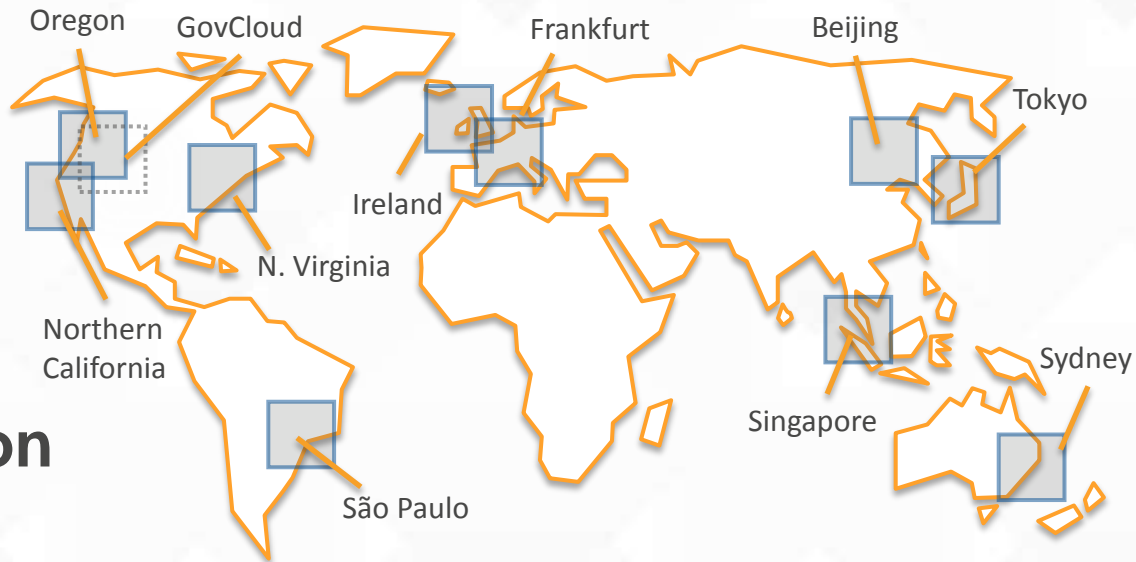 Oregon
GovCloud
Frankfurt
Beijing
Tokyo
Ireland
N. Virginia
Northern
California
Singapore
Sydney
on
São Paulo